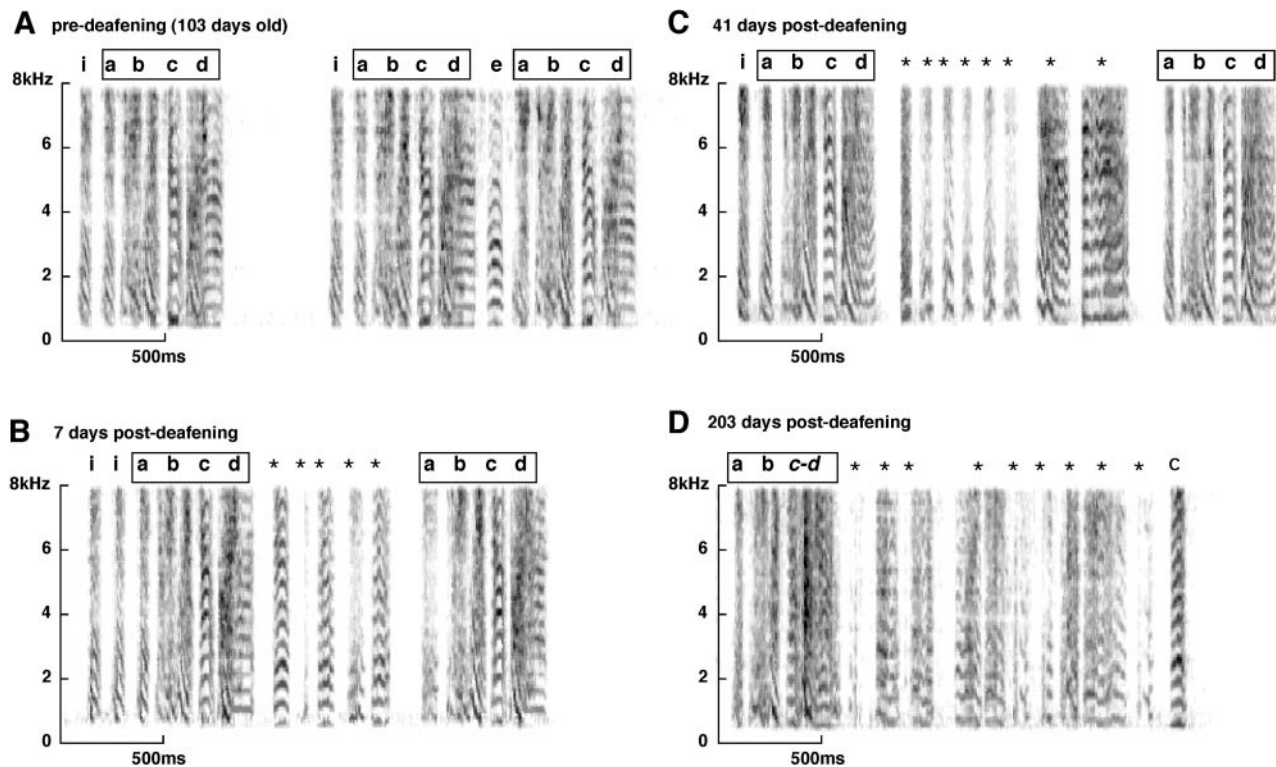 A pre-deafening (103 days old)
i a b c d i a b c d e a b c d
8kHz
6
4
2
0
500ms
B 7 days post-deafening
i i a b c d * * * * * a b c d
8kHz
6
4
2
0
500ms
C 41 days post-deafening
i a b c d * * * * * * * * a b c d
8kHz
6
4
2
0
500ms
D 203 days post-deafening
a b c-d * * * * * * * * * c
8kHz
6
4
2
0
500ms